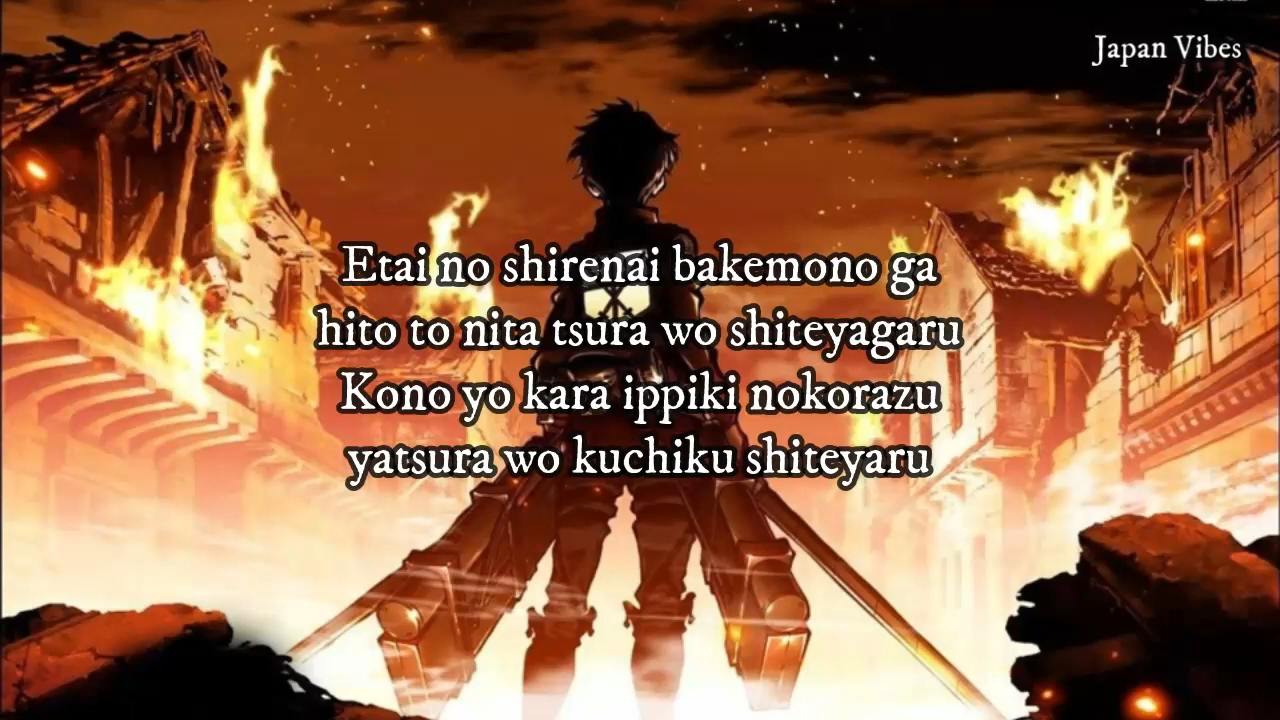 Japan Vibes
Etai no shirenai bakemono ga
hito to nita tsura wo shiteyagaru
Kono yo kara ippiki nokorazu
yatsura wo kuchiku shiteyaru